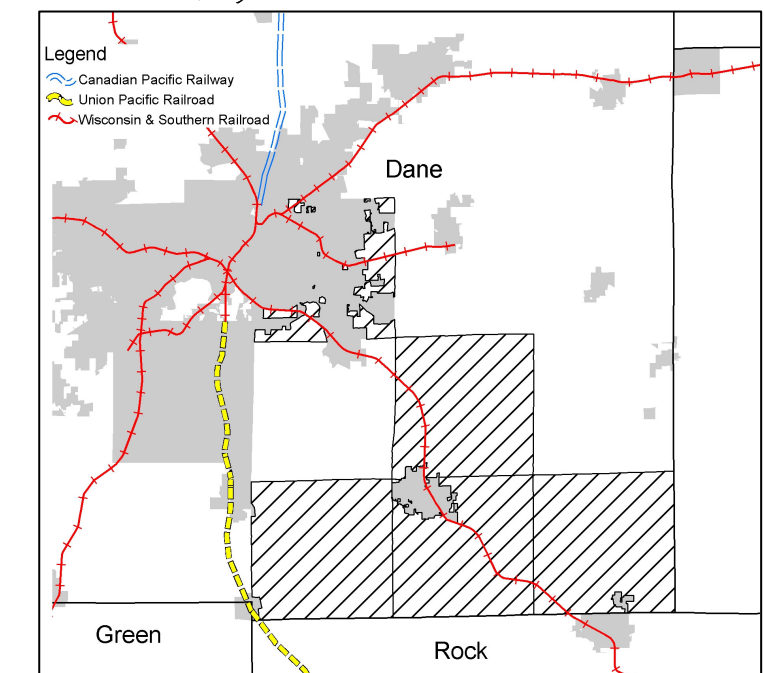 Legend
Canadian Pacific Railway
Union Pacific Railroad
Wisconsin & Southern Railroad
Dane
Green
Rock